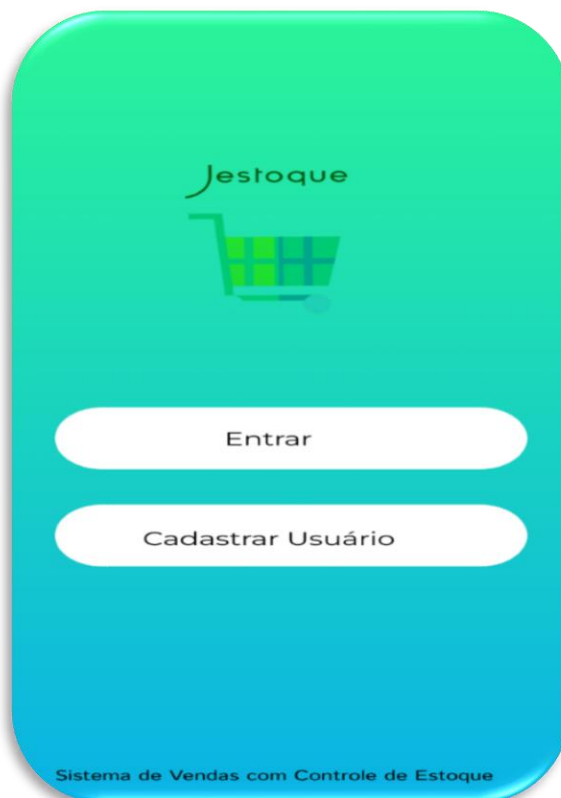 Jestoque
Entrar
Cadastrar Usuário
Sistema de Vendas com Controle de Estoque